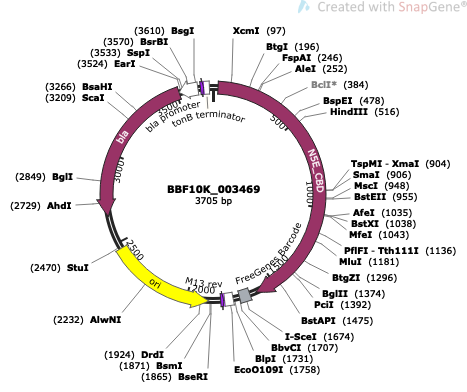 Created with SnapGene®
(3610) BsgI
(3570) BsrBI
(3533) SspI
(3524) EarI
(3266) BsaHI
(3209) ScaI
(2849) BglI
(2729) AhdI
(2470) StuI
(2232) AlwNI
(1924) DrdI
(1871) BsmI
(1865) BseRI
XcmI (97)
BtgI (196)
FspAI (246)
AleI (252)
BclI* (384)
BspEI (478)
HindIII (516)
TspMI - XmaI (904)
SmaI (906)
MscI (948)
BstEII (955)
AfeI (1035)
BstXI (1038)
MfeI (1043)
PflFI - Tth111I (1136)
MluI (1181)
BtgZI (1296)
BglII (1374)
PciI (1392)
BstAPI (1475)
I-SceI (1674)
BbvCI (1707)
BlpI (1731)
EcoO109I (1758)
bla promoter
tonB terminator
bla
NSE_CBD
FreeGenes Barcode
M13 rev
ori
500
1000
1500
2000
2500
3000
3500
BBF10K_003469
3705 bp